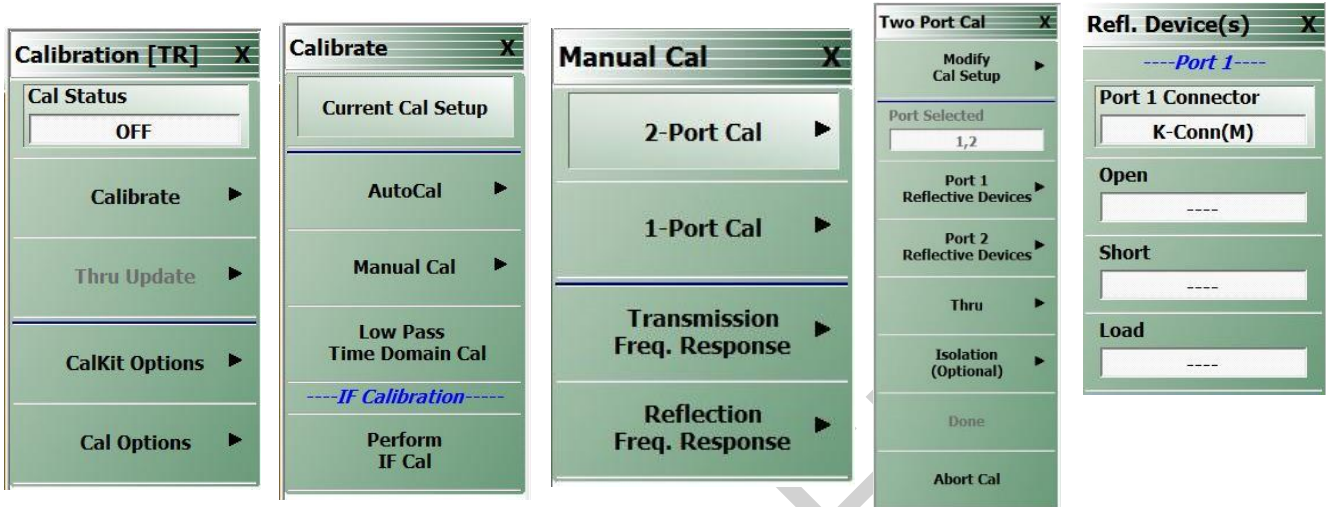 Calibration [TR] X
Cal Status
OFF
Calibrate
Thru Update
CalKit Options
Cal Options
Calibrate X
Current Cal Setup
AutoCal
Manual Cal
Low Pass
Time Domain Cal
----IF Calibration-----
Perform
IF Cal
Manual Cal X
2-Port Cal
1-Port Cal
Transmission
Freq. Response
Reflection
Freq. Response
Two Port Cal X
Modify
Cal Setup
Port Selected
1,2
Port 1
Reflective Devices
Port 2
Reflective Devices
Thru
Isolation
(Optional)
Done
Abort Cal
Refl. Device(s) X
----Port 1----
Port 1 Connector
K-Conn(M)
Open
----
Short
----
Load
----